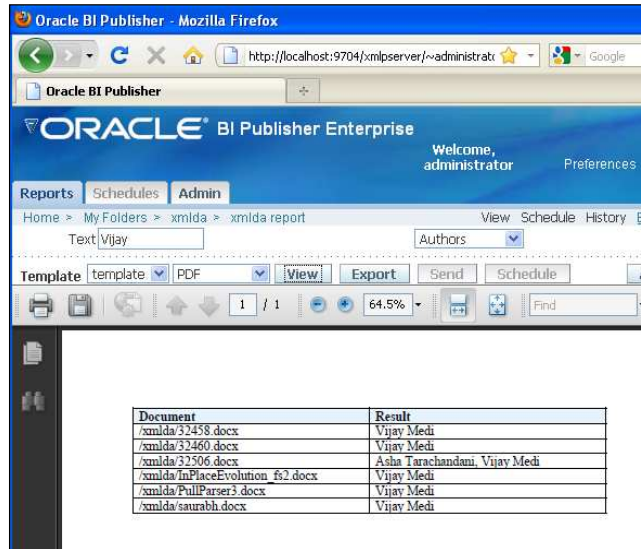 Oracle BI Publisher - Mozilla Firefox
http://localhost:9704/xmlpserver/~administrat Google
Oracle BI Publisher
ORACLE BI Publisher Enterprise
Welcome,
administrator Preferences
Reports Schedules Admin
Home > My Folders > xmlda > xmlda report View Schedule History
Text Vijay Authors
Template template PDF View Export Send Schedule
1 / 1 64.5% Find
Document Result
/xmlda/32458.docx Vijay Medi
/xmlda/32460.docx Vijay Medi
/xmlda/32506.docx Asha Tarachandani, Vijay Medi
/xmlda/InPlaceEvolution_fs2.docx Vijay Medi
/xmlda/PullParser3.docx Vijay Medi
/xmlda/saurabh.docx Vijay Medi